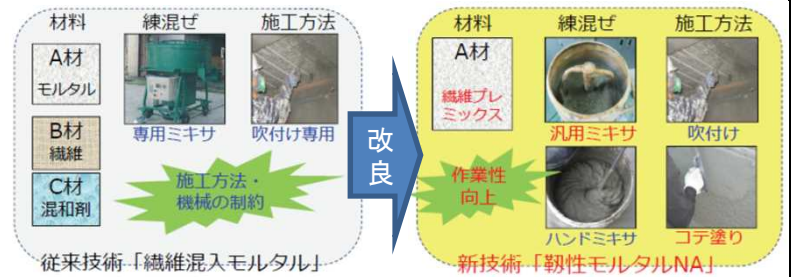 材料 練混ぜ 施工方法
A材
モルタル
B材
繊維
C材
混和剤
専用ミキサ
吹付け専用
施工方法・
機械の制約
従来技術「繊維混入モルタル」
改
良
材料 練混ぜ 施工方法
A材
繊維プレ
ミックス
汎用ミキサ
吹付け
作業性
向上
ハンドミキサ
コテ塗り
新技術「靱性モルタルNA」